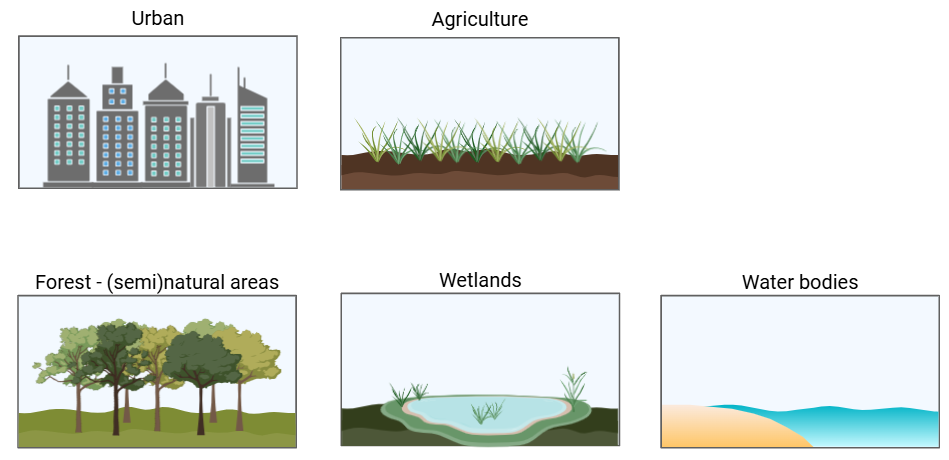 Urban
Agriculture
Forest - (semi)natural areas
Wetlands
Water bodies